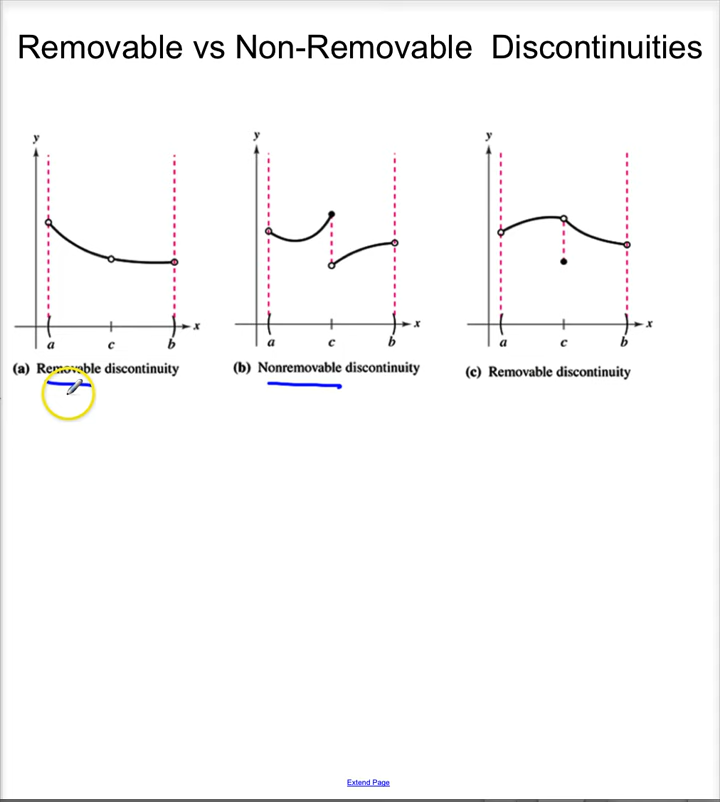 Removable vs Non-Removable Discontinuities
y
y
y
x
x
x
a c b
a c b
a c b
(a) Removable discontinuity
(b) Nonremovable discontinuity
(c) Removable discontinuity
Extend Page